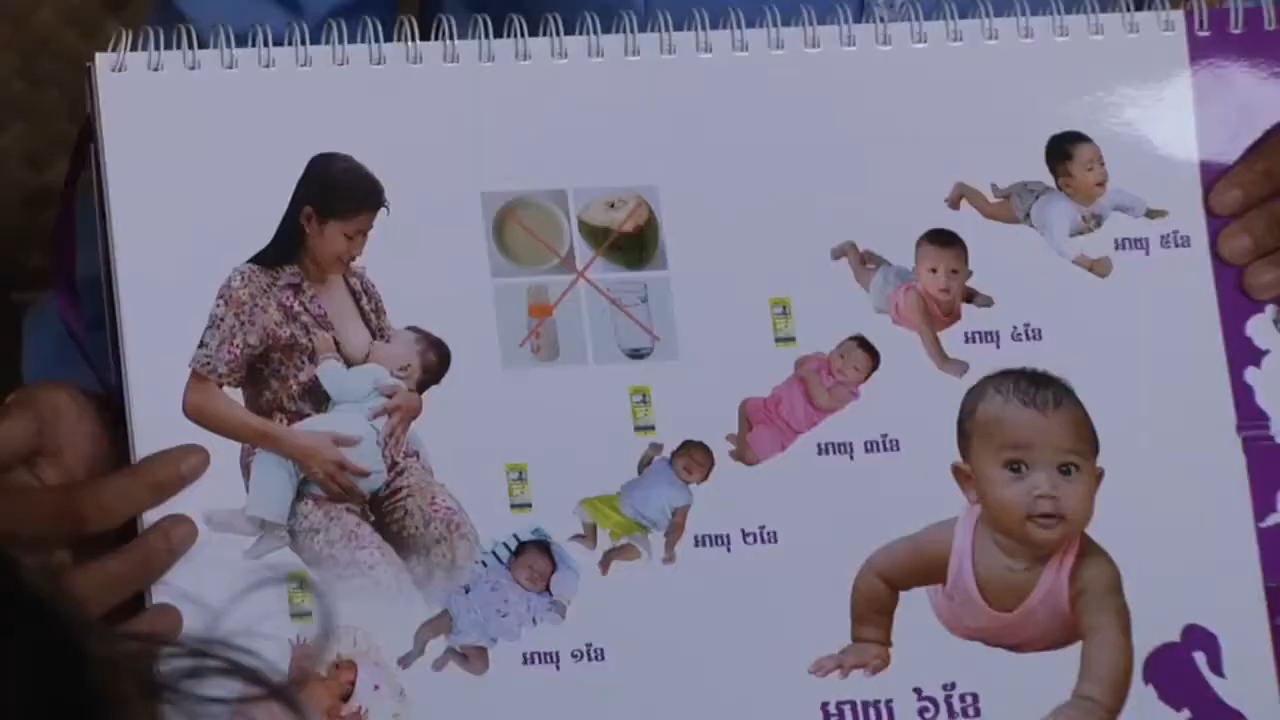 អាយុ ៥ខែ
អាយុ ៤ខែ
អាយុ ៣ខែ
អាយុ ២ខែ
អាយុ ១ខែ
អាយុ ៦ខែ